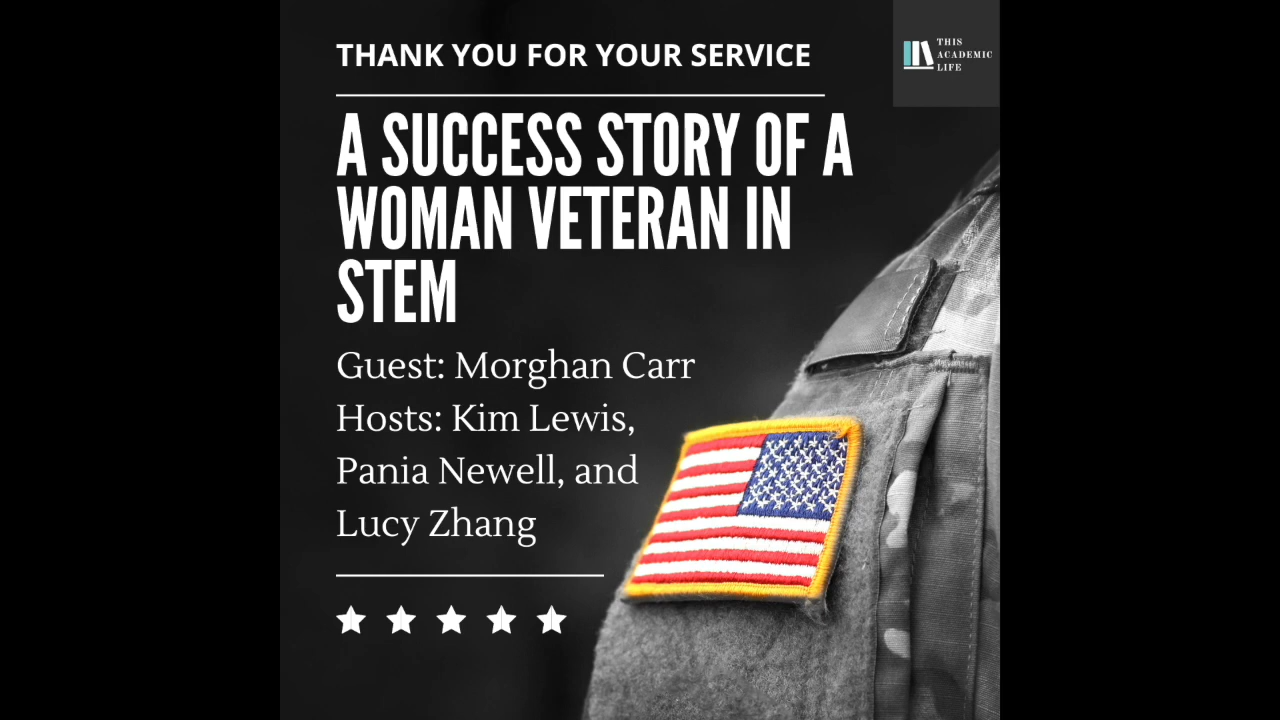 THANK YOU FOR YOUR SERVICE
THIS
ACADEMIC
LIFE
A SUCCESS STORY OF A
WOMAN VETERAN IN
STEM
Guest: Morghan Carr
Hosts: Kim Lewis,
Pania Newell, and
Lucy Zhang